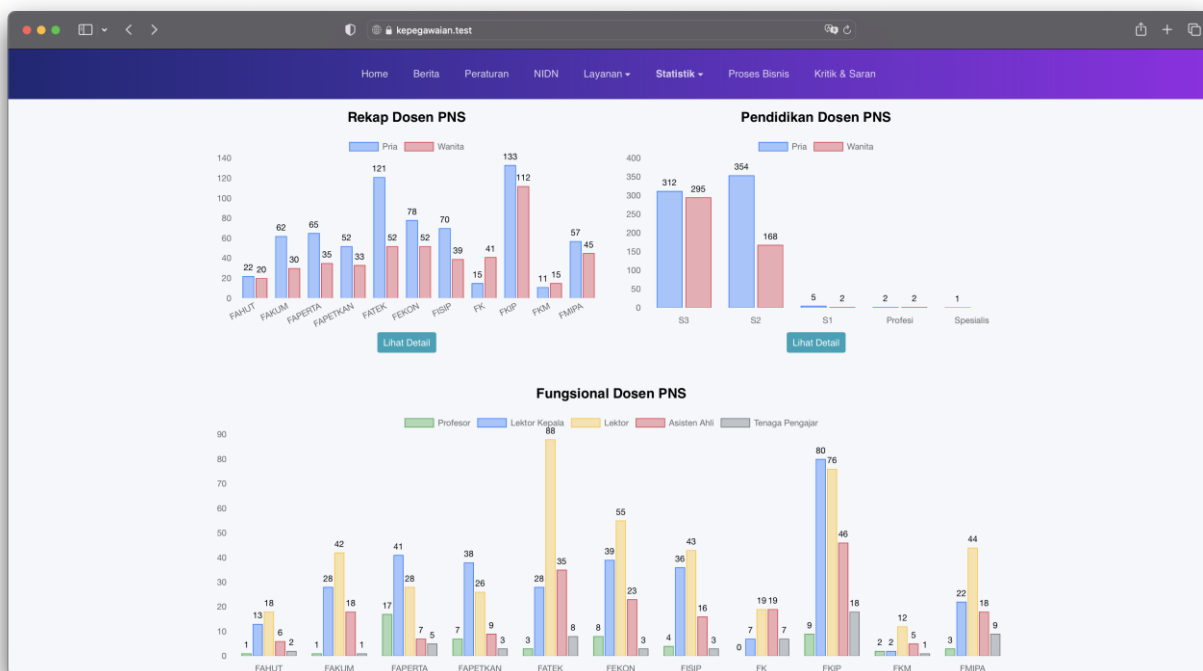 kepegawaian.test
Home Berita Peraturan NIDN Layanan Statistik Proses Bisnis Kritik & Saran
Rekap Dosen PNS
Pria Wanita
140
120
100
80
60
40
20
0
22 20 62 30 65 35 52 33 121 52 78 52 70 39 15 41 133 112 11 15 57 45
FAHUT FAKUM FAPERTA FAPETKAN FATEK FEKON FISIP FK FKIP FKM FMIPA
Lihat Detail
Pendidikan Dosen PNS
Pria Wanita
400
350
300
250
200
150
100
50
0
312 295 354 168 5 2 2 2 1
S3 S2 S1 Profesi Spesialis
Lihat Detail
Fungsional Dosen PNS
Profesor Lektor Kepala Lektor Asisten Ahli Tenaga Pengajar
90
80
70
60
50
40
30
20
10
0
1 13 18 6 2 1 28 42 18 1 17 41 28 7 5 7 38 26 9 3 3 28 88 35 8 8 39 55 23 3 4 36 43 16 3 0 7 19 19 7 9 80 76 46 18 2 2 12 5 1 3 22 44 18 9
FAHUT FAKUM FAPERTA FAPETKAN FATEK FEKON FISIP FK FKIP FKM FMIPA